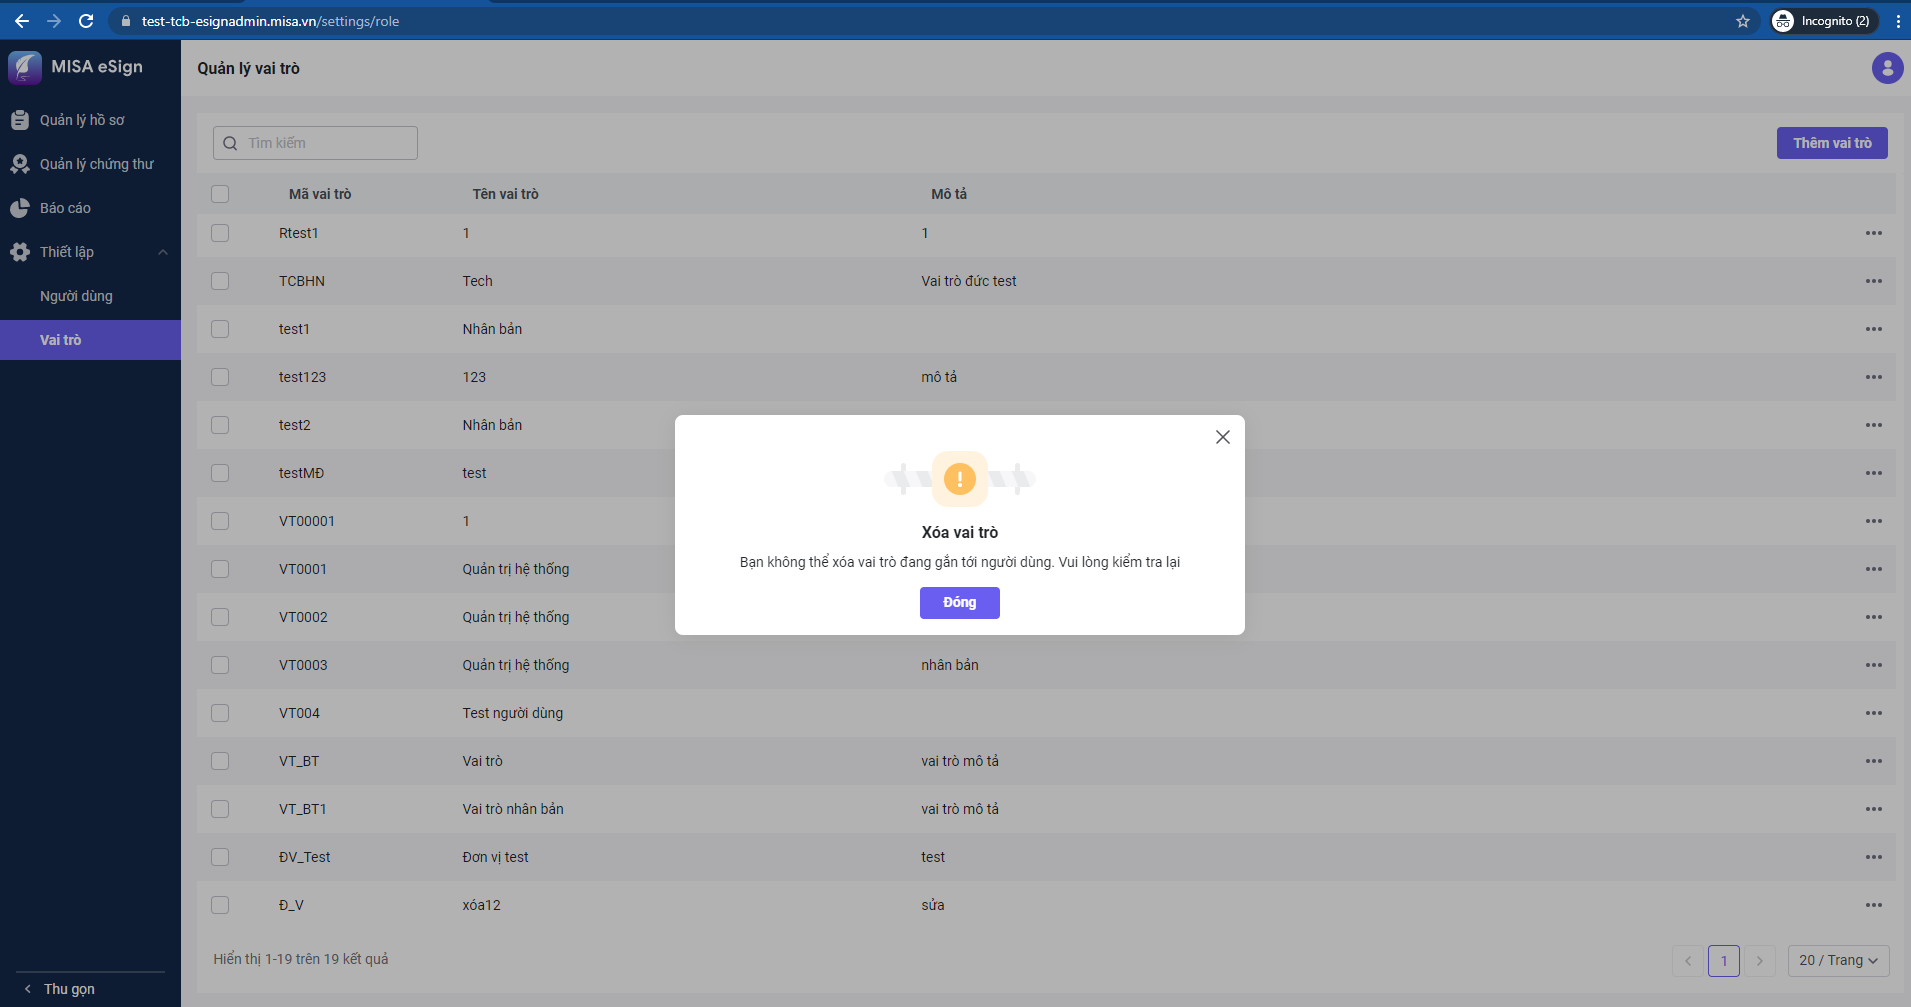 test-tcb-esignadmin.misa.vn/settings/role
Incognito (2)
MISA eSign
Quản lý hồ sơ
Quản lý chứng thư
Báo cáo
Thiết lập
Người dùng
Vai trò
Thu gọn
Quản lý vai trò
Tìm kiếm
Thêm vai trò
Mã vai trò Tên vai trò Mô tả
Rtest1 1 1
TCBHN Tech Vai trò đức test
test1 Nhân bản
test123 123 mô tả
test2 Nhân bản
testMĐ test
VT00001 1
VT0001 Quản trị hệ thống
VT0002 Quản trị hệ thống
VT0003 Quản trị hệ thống nhân bản
VT004 Test người dùng
VT_BT Vai trò vai trò mô tả
VT_BT1 Vai trò nhân bản vai trò mô tả
ĐV_Test Đơn vị test test
Đ_V xóa12 sửa
Hiển thị 1-19 trên 19 kết quả
1
20 / Trang
Xóa vai trò
Bạn không thể xóa vai trò đang gắn tới người dùng. Vui lòng kiểm tra lại
Đóng